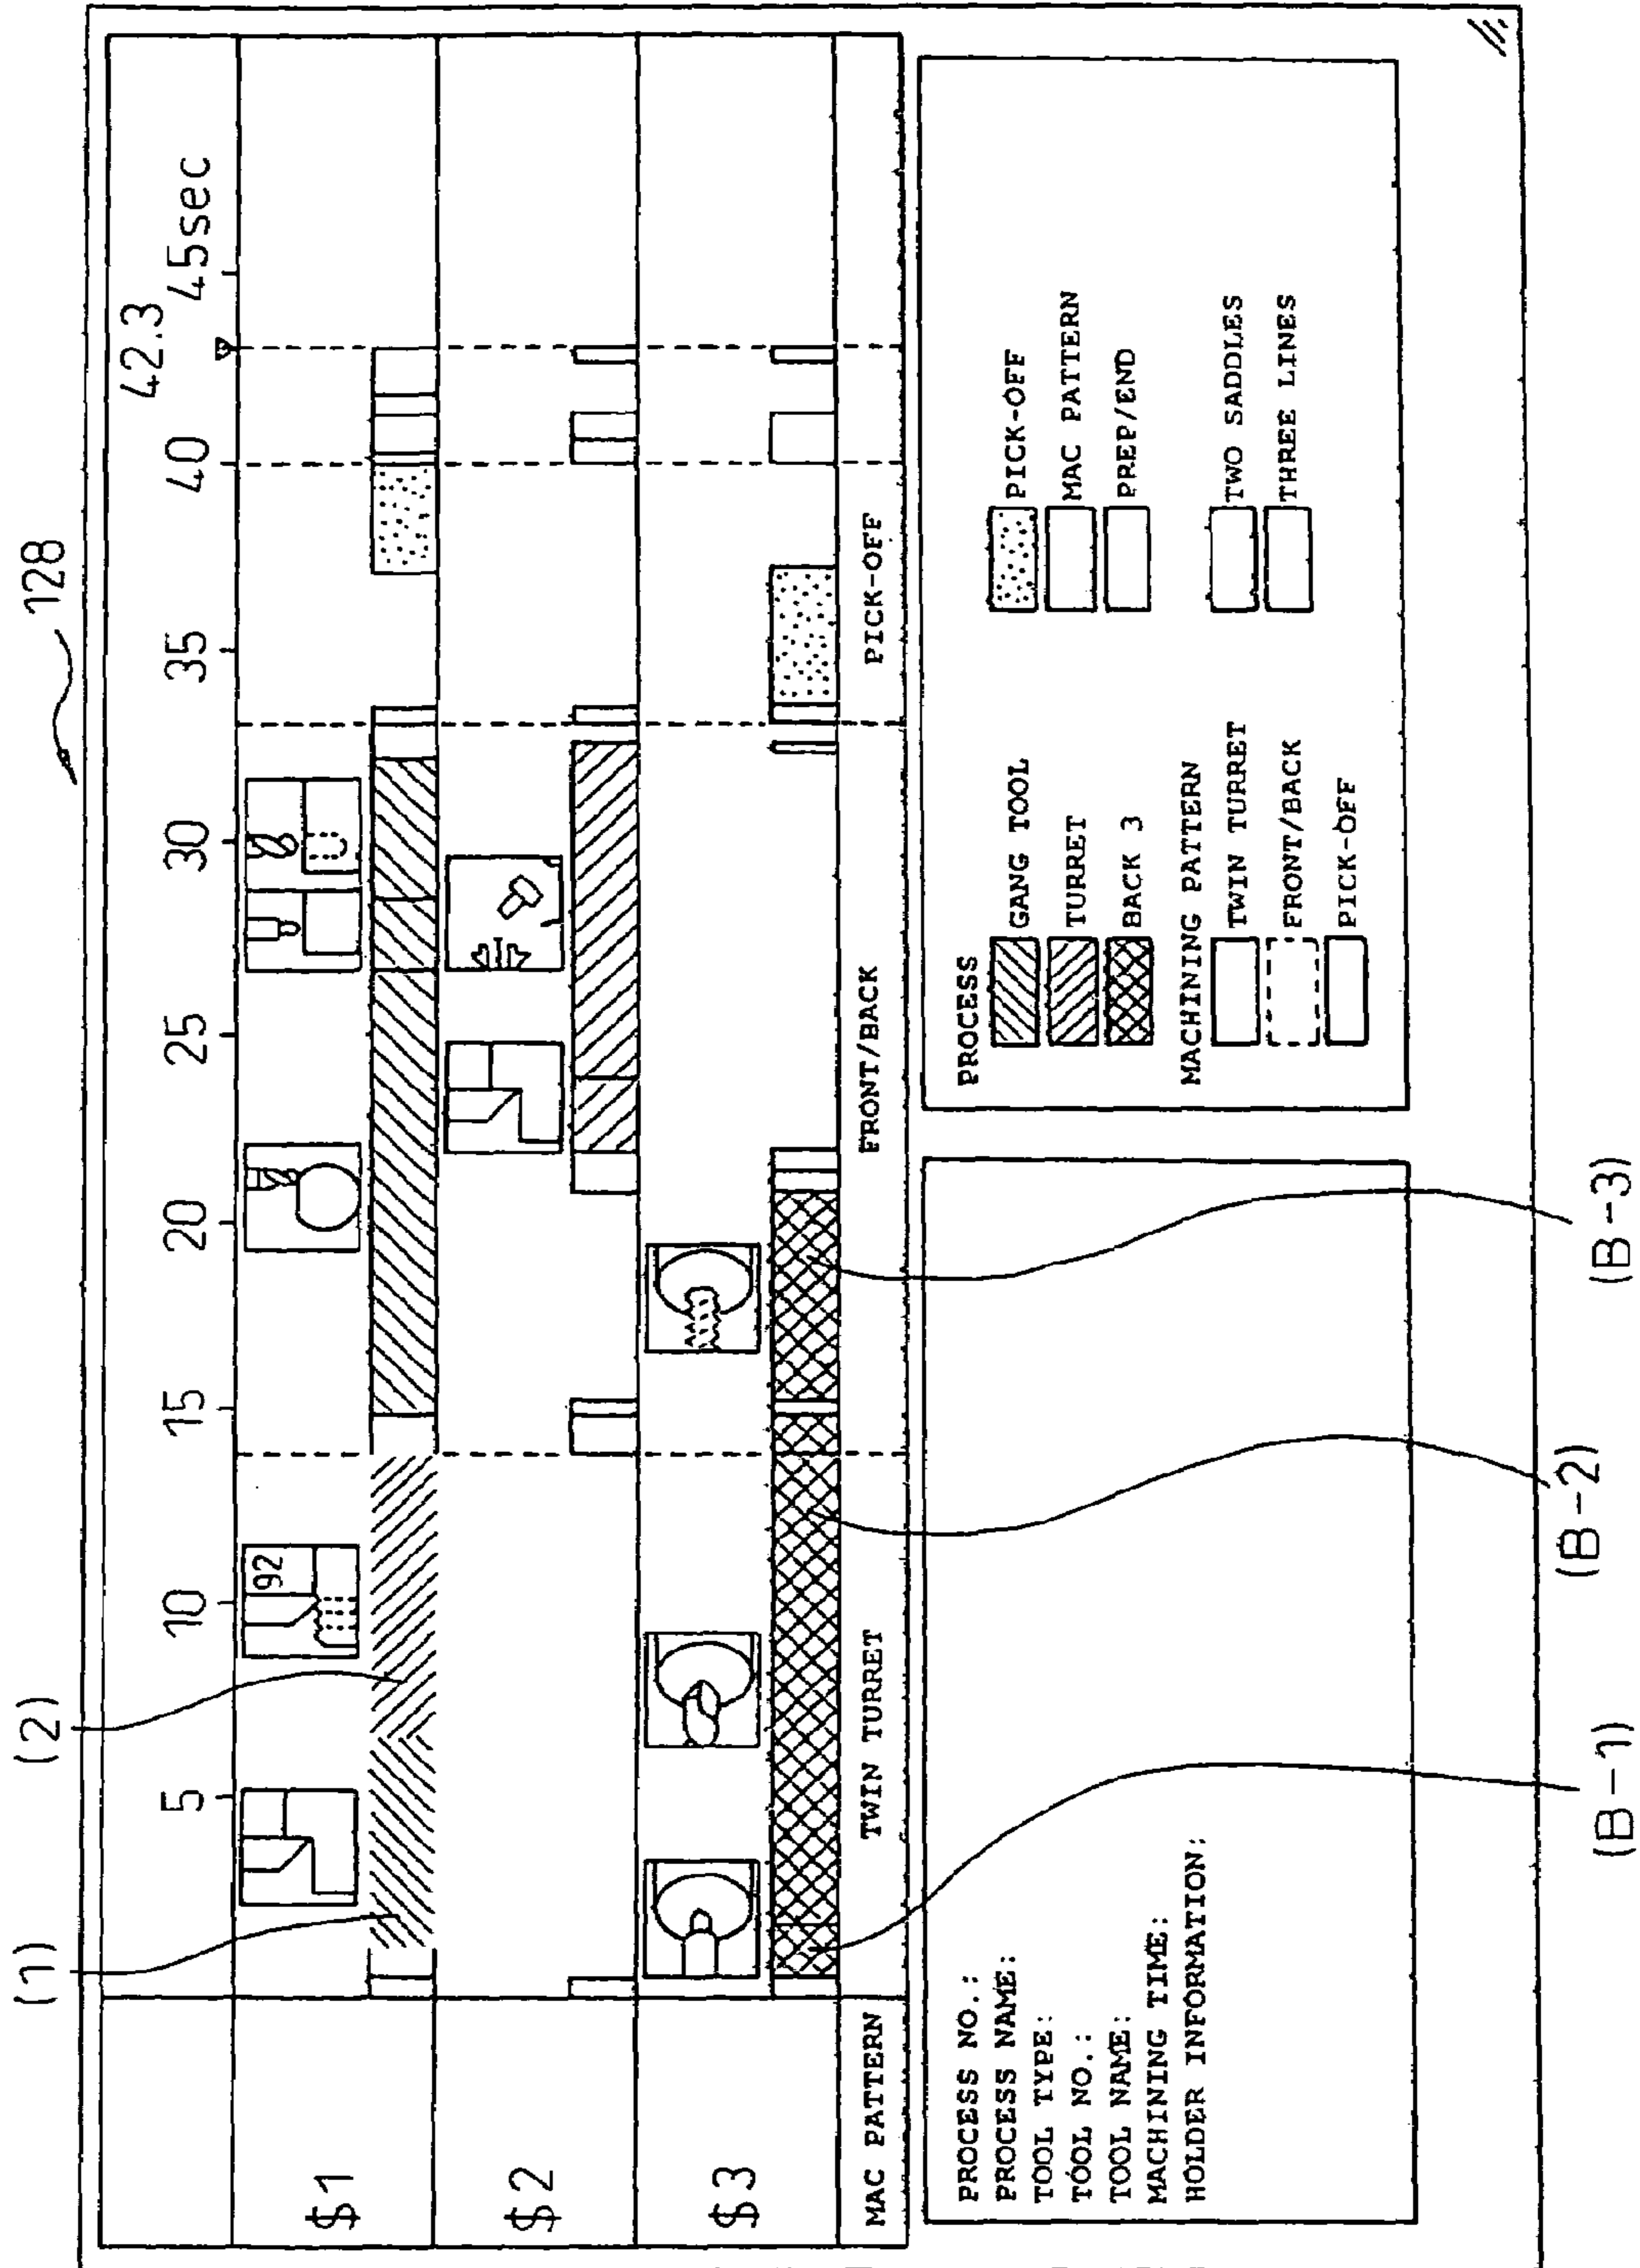 128
(1)
(2)
42.3
5 10 15 20 25 30 35 40 45sec
$1
92
$2
$3
MAC PATTERN TWIN TURRET FRONT/BACK PICK-OFF
PROCESS NO.:
PROCESS NAME:
TOOL TYPE:
TOOL NO.:
TOOL NAME:
MACHINING TIME:
HOLDER INFORMATION:
PROCESS
GANG TOOL PICK-OFF
TURRET MAC PATTERN
BACK 3 PREP/END
MACHINING PATTERN
TWIN TURRET TWO SADDLES
FRONT/BACK THREE LINES
PICK-OFF
(B-1)
(B-2)
(B-3)